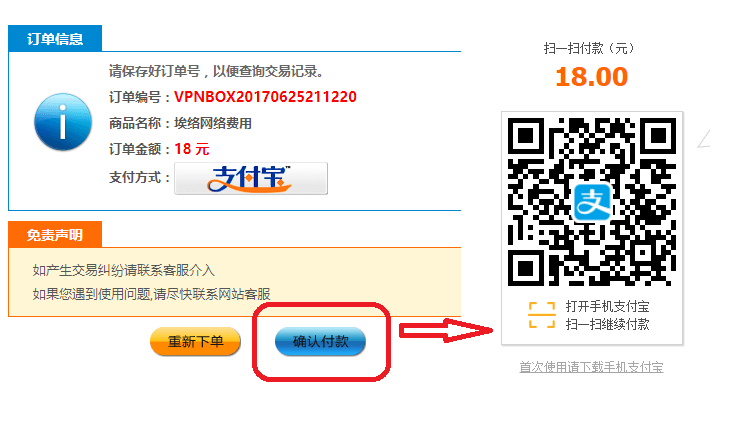 订单信息
请保存好订单号，以便查询交易记录。
订单编号：VPNBOX20170625211220
商品名称：埃络网络费用
订单金额：18 元
支付方式：
支付宝™
免责声明
如产生交易纠纷请联系客服介入
如果您遇到使用问题,请尽快联系网站客服
重新下单
确认付款
扫一扫付款（元）
18.00
支
打开手机支付宝
扫一扫继续付款
首次使用请下载手机支付宝